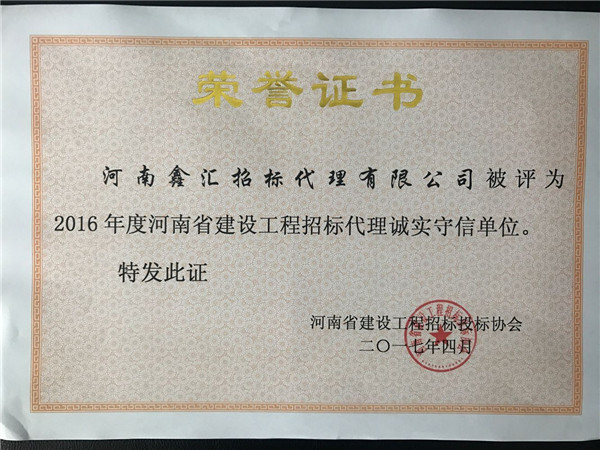 荣誉证书
河南鑫汇招标代理有限公司被评为
2016年度河南省建设工程招标代理诚实守信单位。
特发此证
河南省建设工程招标投标协会
二〇一七年四月